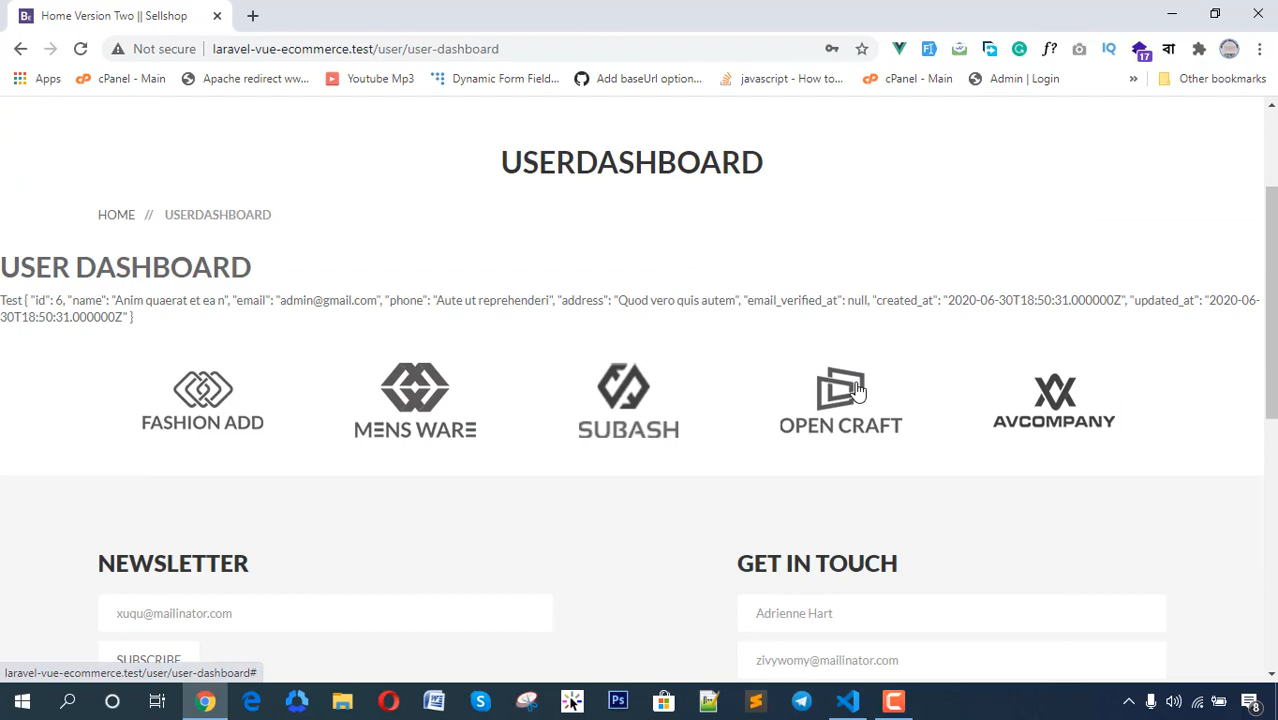 Home Version Two || Sellshop
Not secure | laravel-vue-ecommerce.test/user/user-dashboard
17
Apps cPanel - Main Apache redirect ww... Youtube Mp3 Dynamic Form Field... Add baseUrl option... javascript - How to... cPanel - Main Admin | Login » Other bookmarks
USERDASHBOARD
HOME // USERDASHBOARD
USER DASHBOARD
Test { "id": 6, "name": "Anim quaerat et ea n", "email": "admin@gmail.com", "phone": "Aute ut reprehenderi", "address": "Quod vero quis autem", "email_verified_at": null, "created_at": "2020-06-30T18:50:31.000000Z", "updated_at": "2020-06-
30T18:50:31.000000Z" }
FASHION ADD MENS WARE SUBASH OPEN CRAFT AVCOMPANY
NEWSLETTER GET IN TOUCH
xuqu@mailinator.com Adrienne Hart
SUBSCRIBE zivywomy@mailinator.com
laravel-vue-ecommerce.test/user/user-dashboard#